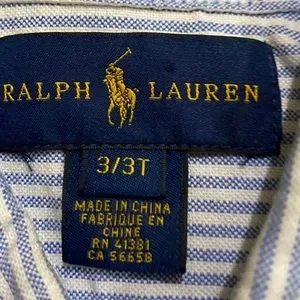 RALPH LAUREN
3/3T
MADE IN CHINA
FABRIQUE EN
CHINE
RN 41381
CA 56658